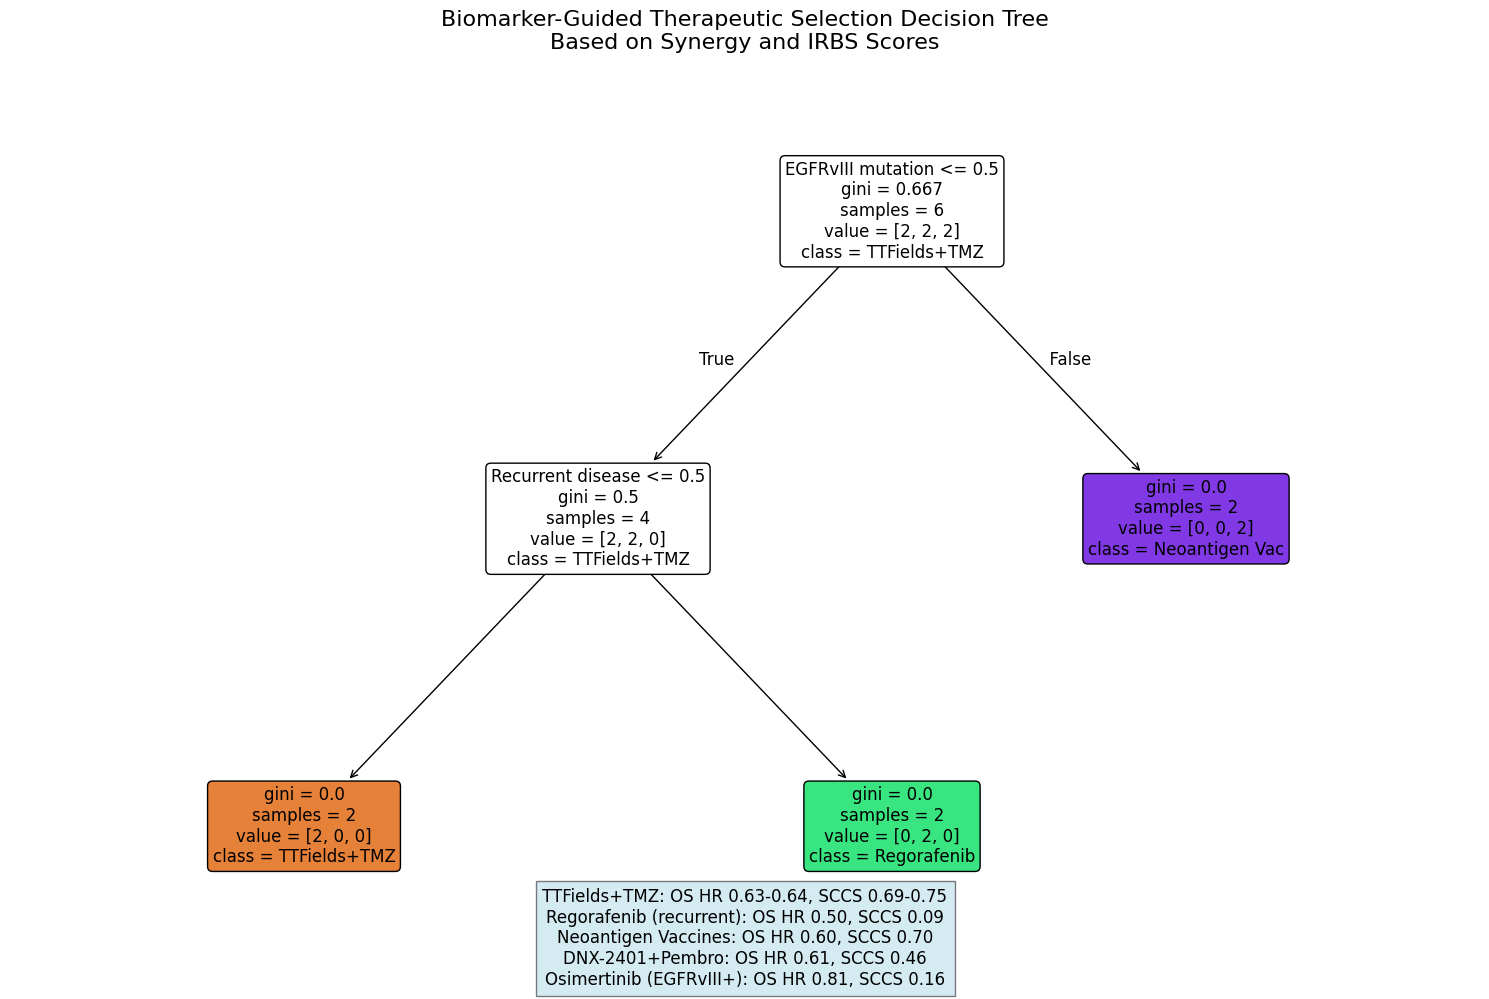 Biomarker-Guided Therapeutic Selection Decision Tree
Based on Synergy and IRBS Scores
EGFRvIII mutation <= 0.5
gini = 0.667
samples = 6
value = [2, 2, 2]
class = TTFields+TMZ
True
False
Recurrent disease <= 0.5
gini = 0.5
samples = 4
value = [2, 2, 0]
class = TTFields+TMZ
gini = 0.0
samples = 2
value = [0, 0, 2]
class = Neoantigen Vac
gini = 0.0
samples = 2
value = [2, 0, 0]
class = TTFields+TMZ
gini = 0.0
samples = 2
value = [0, 2, 0]
class = Regorafenib
TTFields+TMZ: OS HR 0.63-0.64, SCCS 0.69-0.75
Regorafenib (recurrent): OS HR 0.50, SCCS 0.09
Neoantigen Vaccines: OS HR 0.60, SCCS 0.70
DNX-2401+Pembro: OS HR 0.61, SCCS 0.46
Osimertinib (EGFRvIII+): OS HR 0.81, SCCS 0.16